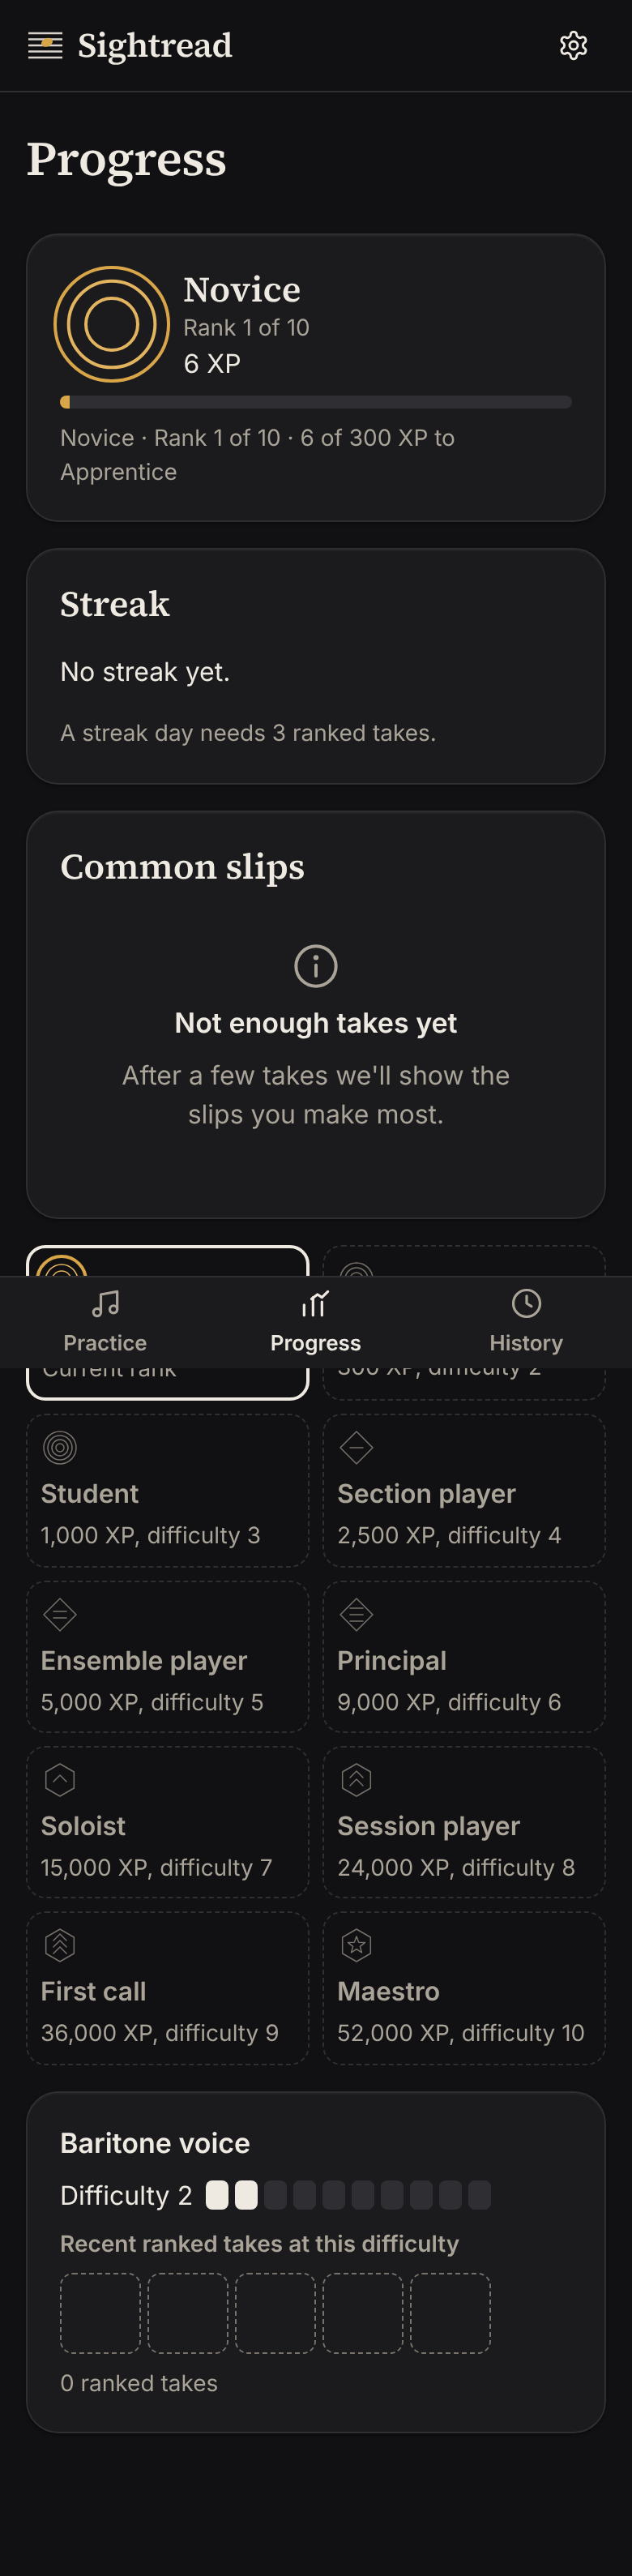 Sightread
Progress
Novice
Rank 1 of 10
6 XP
Novice · Rank 1 of 10 · 6 of 300 XP to
Apprentice
Streak
No streak yet.
A streak day needs 3 ranked takes.
Common slips
Not enough takes yet
After a few takes we'll show the
slips you make most.
Practice
Progress
History
Current rank
300 XP, difficulty 2
Student
1,000 XP, difficulty 3
Section player
2,500 XP, difficulty 4
Ensemble player
5,000 XP, difficulty 5
Principal
9,000 XP, difficulty 6
Soloist
15,000 XP, difficulty 7
Session player
24,000 XP, difficulty 8
First call
36,000 XP, difficulty 9
Maestro
52,000 XP, difficulty 10
Baritone voice
Difficulty 2
Recent ranked takes at this difficulty
0 ranked takes